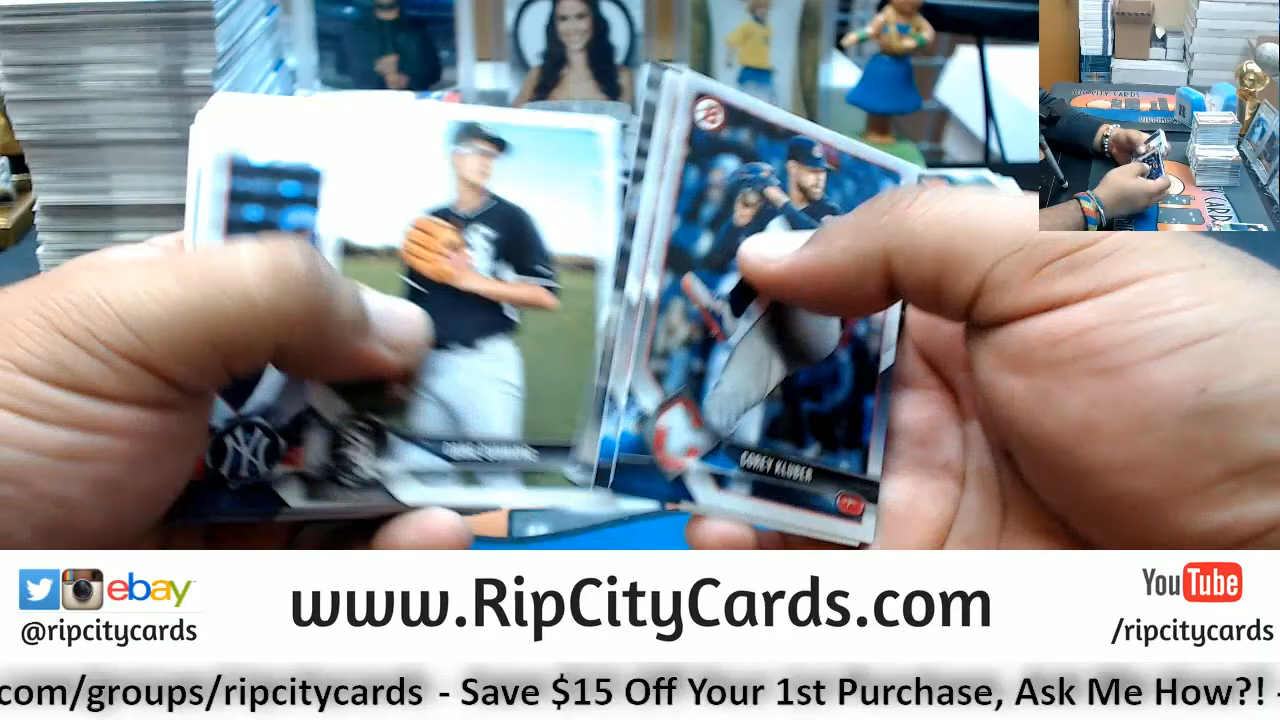 COREY KLUBER
ebay
@ripcitycards
www.RipCityCards.com
YouTube
/ripcitycards
com/groups/ripcitycards - Save $15 Off Your 1st Purchase, Ask Me How?! -